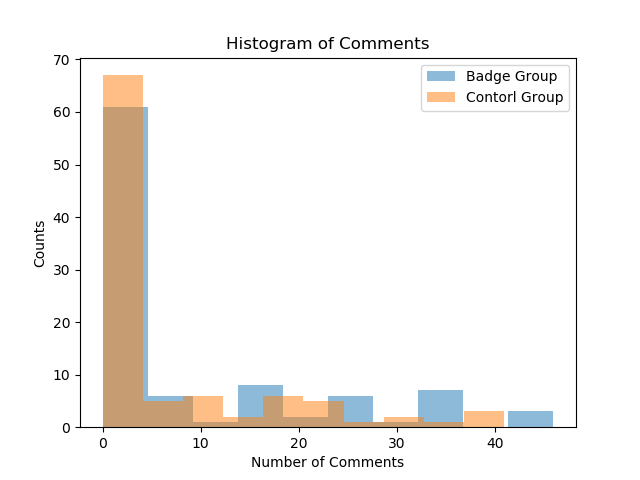 Histogram of Comments
Badge Group
Contorl Group
70
60
50
40
30
20
10
0
Counts
0 10 20 30 40
Number of Comments